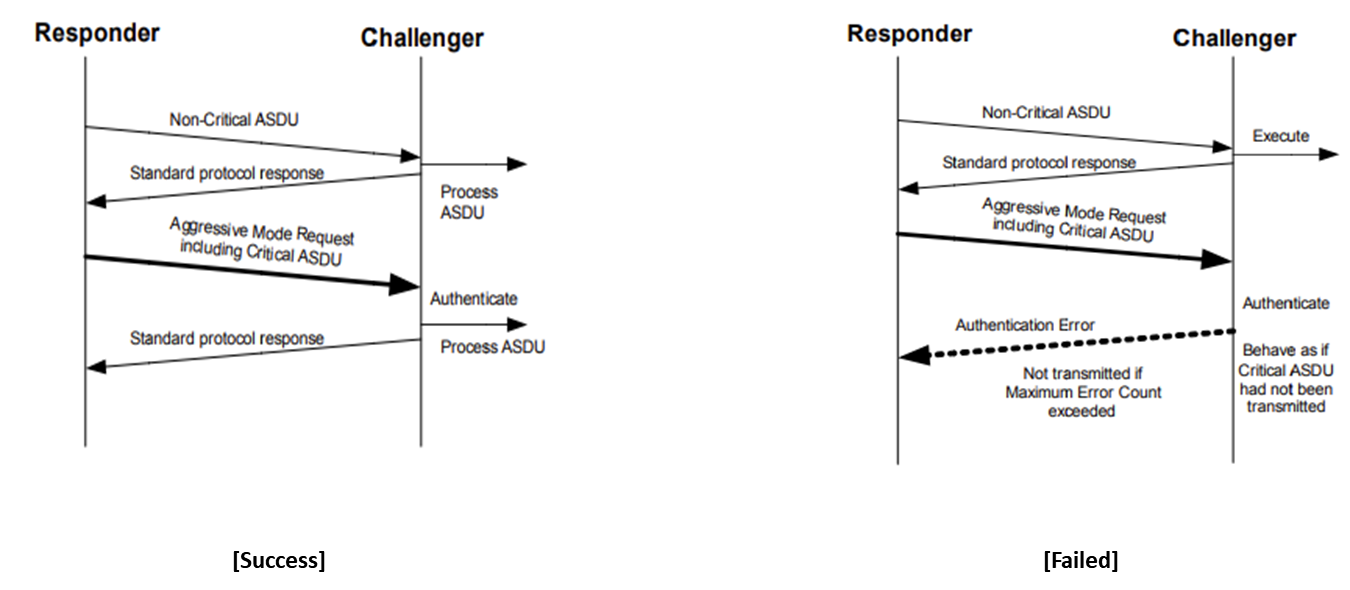 Responder
Challenger
Non-Critical ASDU
Standard protocol response
Process
ASDU
Aggressive Mode Request
including Critical ASDU
Authenticate
Standard protocol response
Process ASDU
[Success]
Responder
Challenger
Non-Critical ASDU
Execute
Standard protocol response
Aggressive Mode Request
including Critical ASDU
Authenticate
Authentication Error
Behave as if
Critical ASDU
had not been
transmitted
Not transmitted if
Maximum Error Count
exceeded
[Failed]